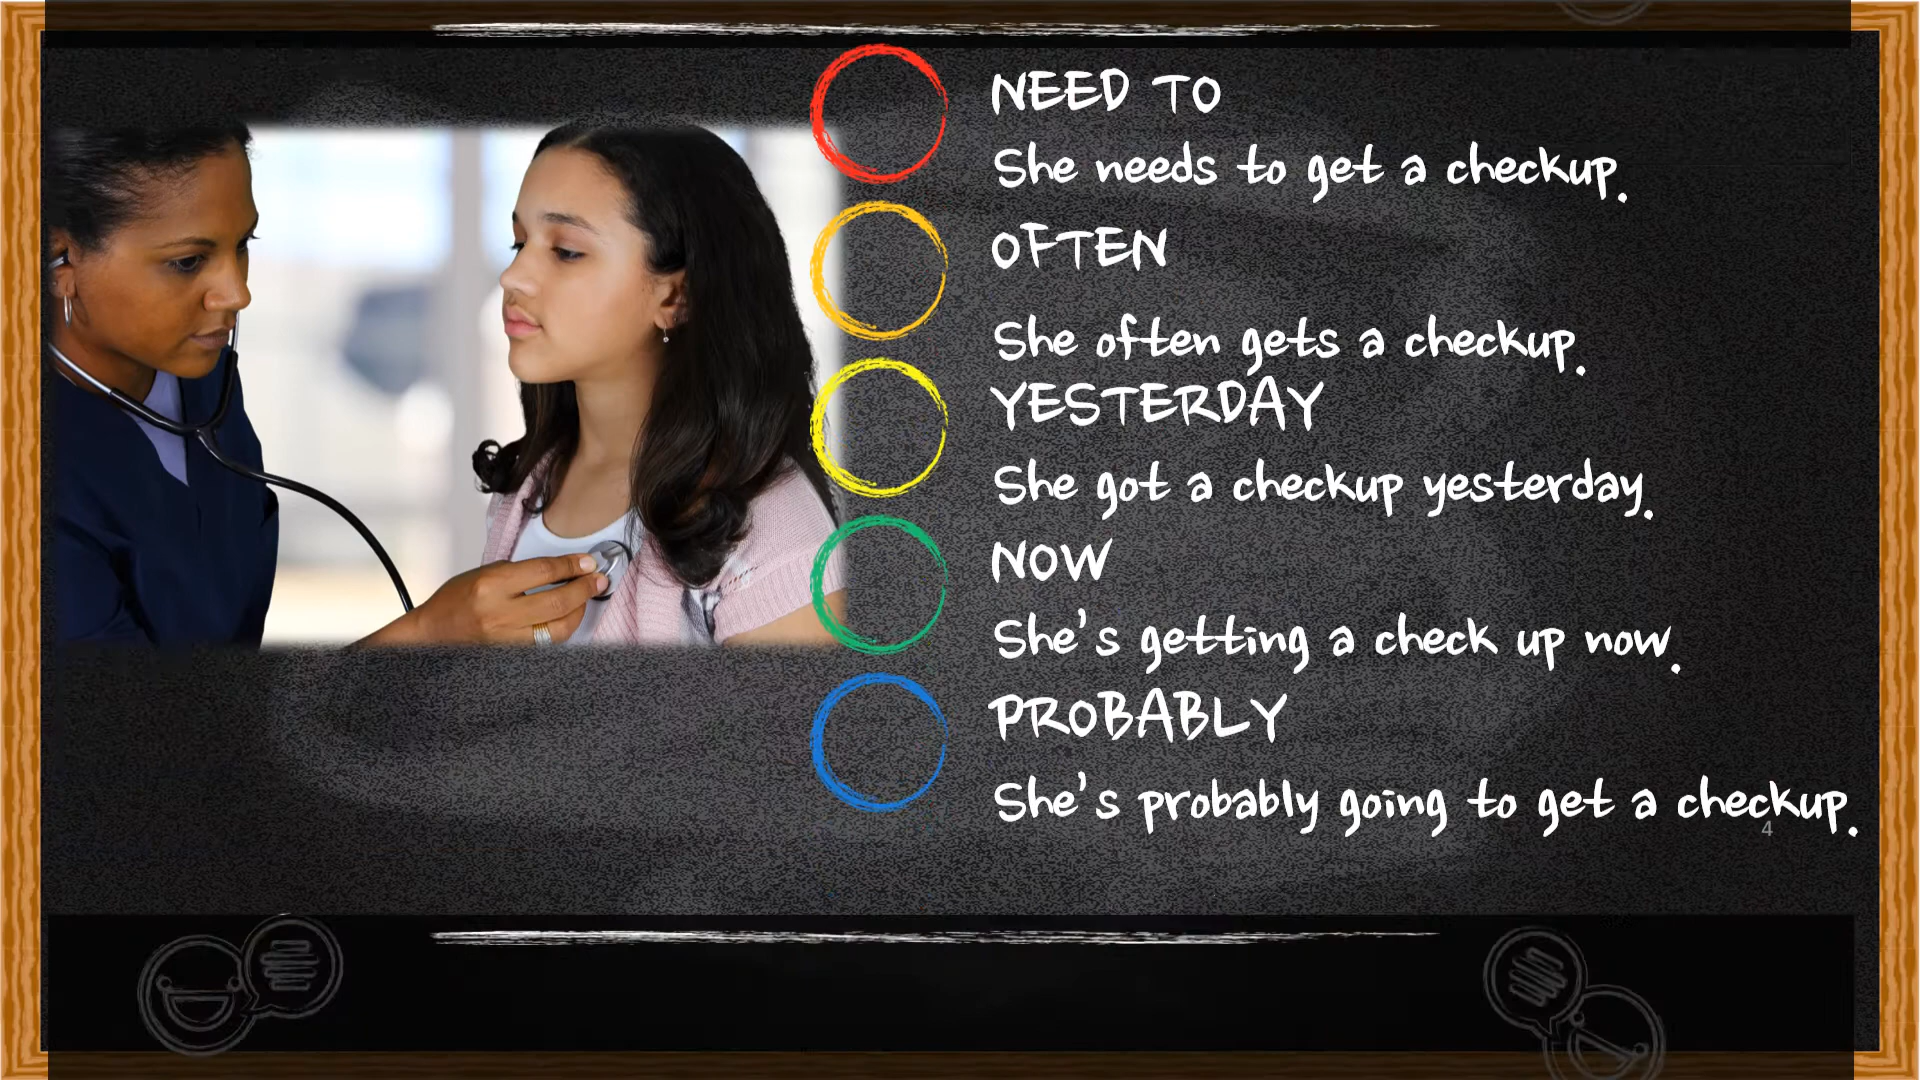 NEED TO
She needs to get a checkup.
OFTEN
She often gets a checkup.
YESTERDAY
She got a checkup yesterday.
NOW
She's getting a check up now.
PROBABLY
She's probably going to get a checkup.
4